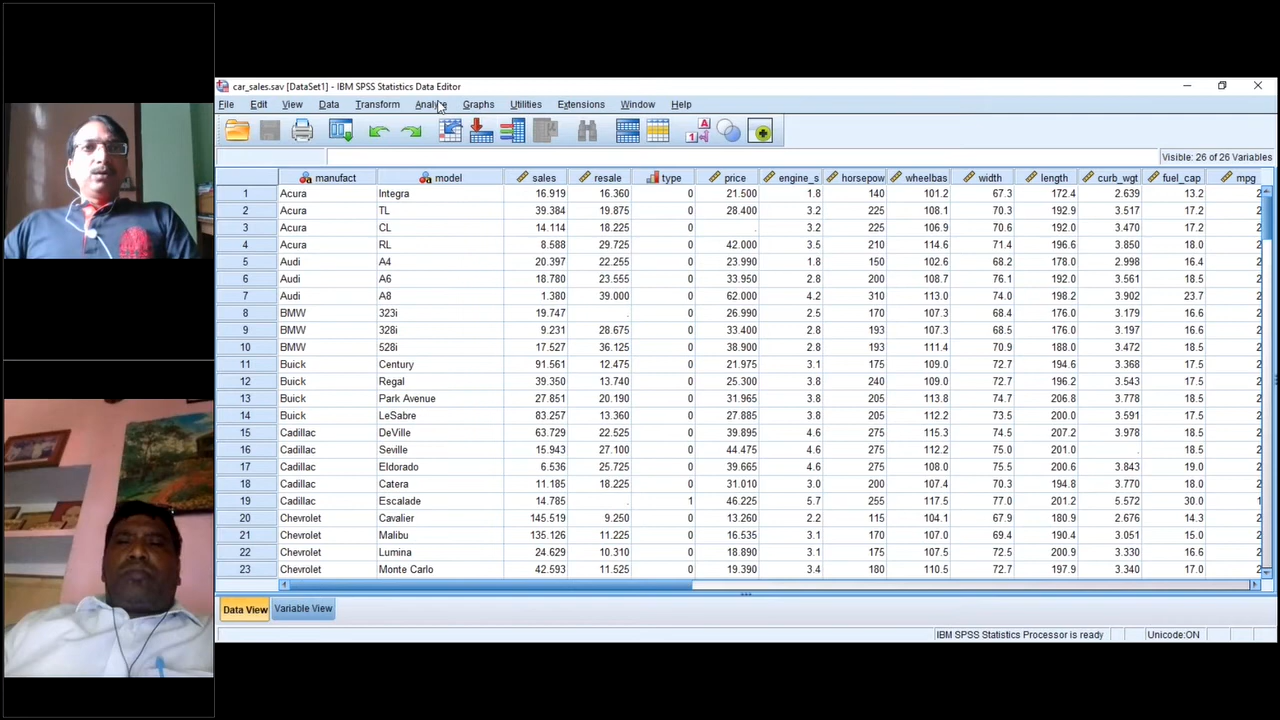 car_sales.sav [DataSet1] - IBM SPSS Statistics Data Editor
File Edit View Data Transform Analyze Graphs Utilities Extensions Window Help
Visible: 26 of 26 Variables
manufact model sales resale type price engine_s horsepow wheelbas width length curb_wgt fuel_cap mpg
1 Acura Integra 16.919 16.360 0 21.500 1.8 140 101.2 67.3 172.4 2.639 13.2 2
2 Acura TL 39.384 19.875 0 28.400 3.2 225 108.1 70.3 192.9 3.517 17.2 2
3 Acura CL 14.114 18.225 0 . 3.2 225 106.9 70.6 192.0 3.470 17.2 2
4 Acura RL 8.588 29.725 0 42.000 3.5 210 114.6 71.4 196.6 3.850 18.0 2
5 Audi A4 20.397 22.255 0 23.990 1.8 150 102.6 68.2 178.0 2.998 16.4 2
6 Audi A6 18.780 23.555 0 33.950 2.8 200 108.7 76.1 192.0 3.561 18.5 2
7 Audi A8 1.380 39.000 0 62.000 4.2 310 113.0 74.0 198.2 3.902 23.7 2
8 BMW 323i 19.747 . 0 26.990 2.5 170 107.3 68.4 176.0 3.179 16.6 2
9 BMW 328i 9.231 28.675 0 33.400 2.8 193 107.3 68.5 176.0 3.197 16.6 2
10 BMW 528i 17.527 36.125 0 38.900 2.8 193 111.4 70.9 188.0 3.472 18.5 2
11 Buick Century 91.561 12.475 0 21.975 3.1 175 109.0 72.7 194.6 3.368 17.5 2
12 Buick Regal 39.350 13.740 0 25.300 3.8 240 109.0 72.7 196.2 3.543 17.5 2
13 Buick Park Avenue 27.851 20.190 0 31.965 3.8 205 113.8 74.7 206.8 3.778 18.5 2
14 Buick LeSabre 83.257 13.360 0 27.885 3.8 205 112.2 73.5 200.0 3.591 17.5 2
15 Cadillac DeVille 63.729 22.525 0 39.895 4.6 275 115.3 74.5 207.2 3.978 18.5 2
16 Cadillac Seville 15.943 27.100 0 44.475 4.6 275 112.2 75.0 201.0 . 18.5 2
17 Cadillac Eldorado 6.536 25.725 0 39.665 4.6 275 108.0 75.5 200.6 3.843 19.0 2
18 Cadillac Catera 11.185 18.225 0 31.010 3.0 200 107.4 70.3 194.8 3.770 18.0 2
19 Cadillac Escalade 14.785 . 1 46.225 5.7 255 117.5 77.0 201.2 5.572 30.0 1
20 Chevrolet Cavalier 145.519 9.250 0 13.260 2.2 115 104.1 67.9 180.9 2.676 14.3 2
21 Chevrolet Malibu 135.126 11.225 0 16.535 3.1 170 107.0 69.4 190.4 3.051 15.0 2
22 Chevrolet Lumina 24.629 10.310 0 18.890 3.1 175 107.5 72.5 200.9 3.330 16.6 2
23 Chevrolet Monte Carlo 42.593 11.525 0 19.390 3.4 180 110.5 72.7 197.9 3.340 17.0 2
Data View Variable View
IBM SPSS Statistics Processor is ready Unicode:ON